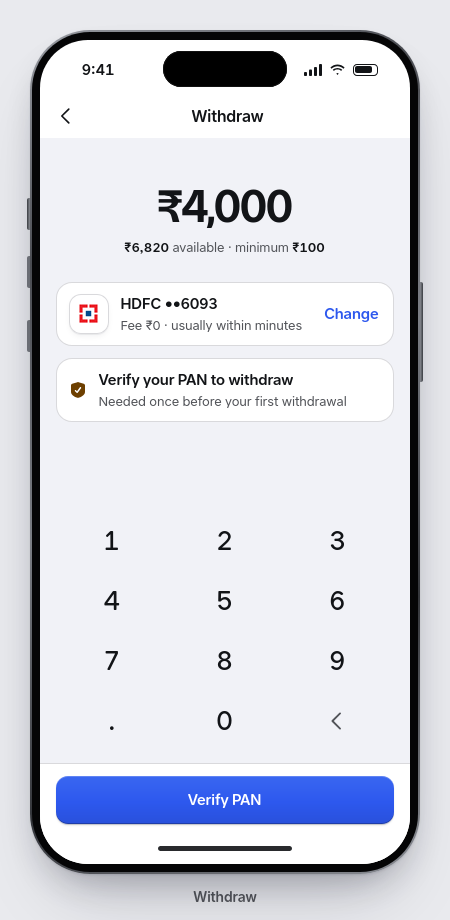 9:41
Withdraw
₹4,000
₹6,820 available · minimum ₹100
HDFC ••6093
Fee ₹0 · usually within minutes
Change
Verify your PAN to withdraw
Needed once before your first withdrawal
1 2 3
4 5 6
7 8 9
. 0
Verify PAN
Withdraw